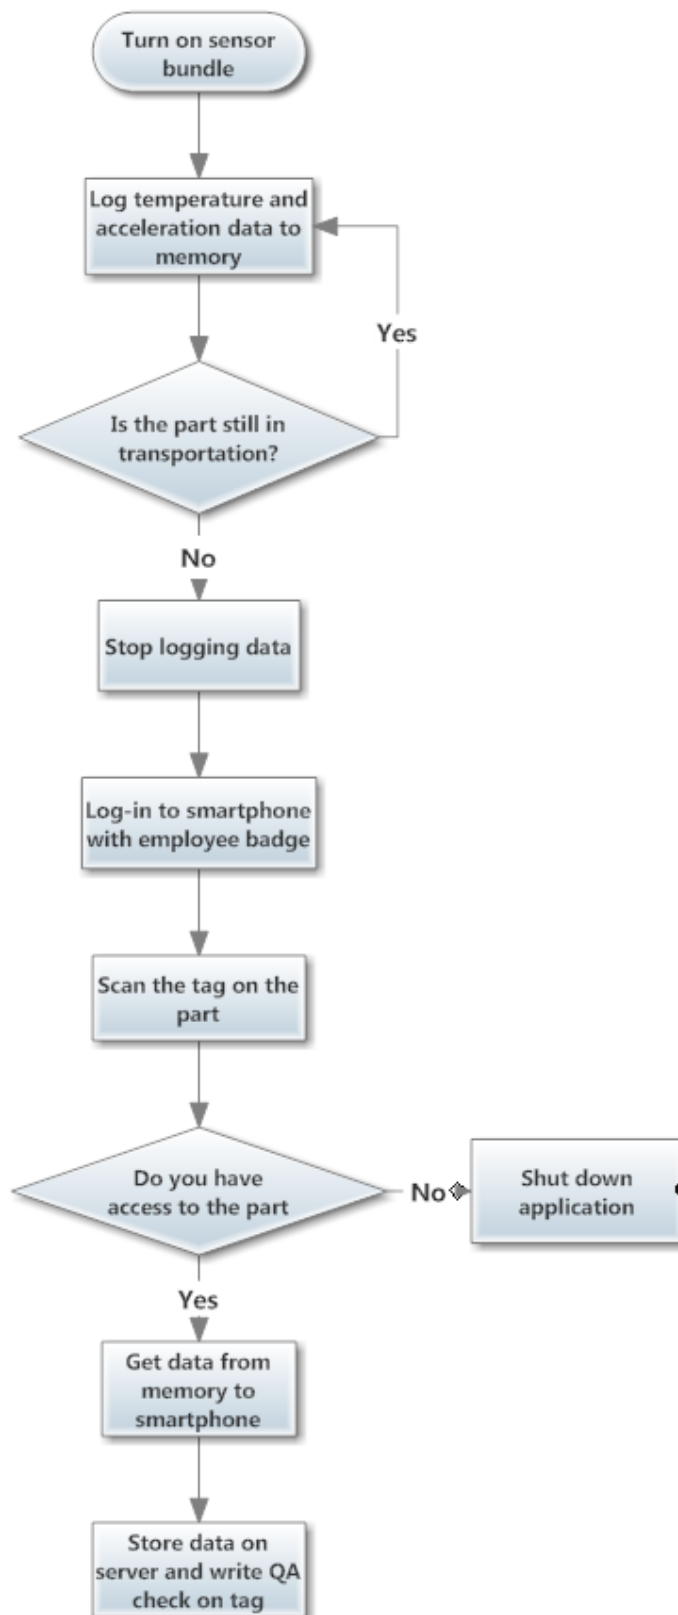 Turn on sensor
bundle
Log temperature and
acceleration data to
memory
Yes
Is the part still in
transportation?
No
Stop logging data
Log-in to smartphone
with employee badge
Scan the tag on the
part
Do you have
access to the part
No
Shut down
application
Yes
Get data from
memory to
smartphone
Store data on
server and write QA
check on tag